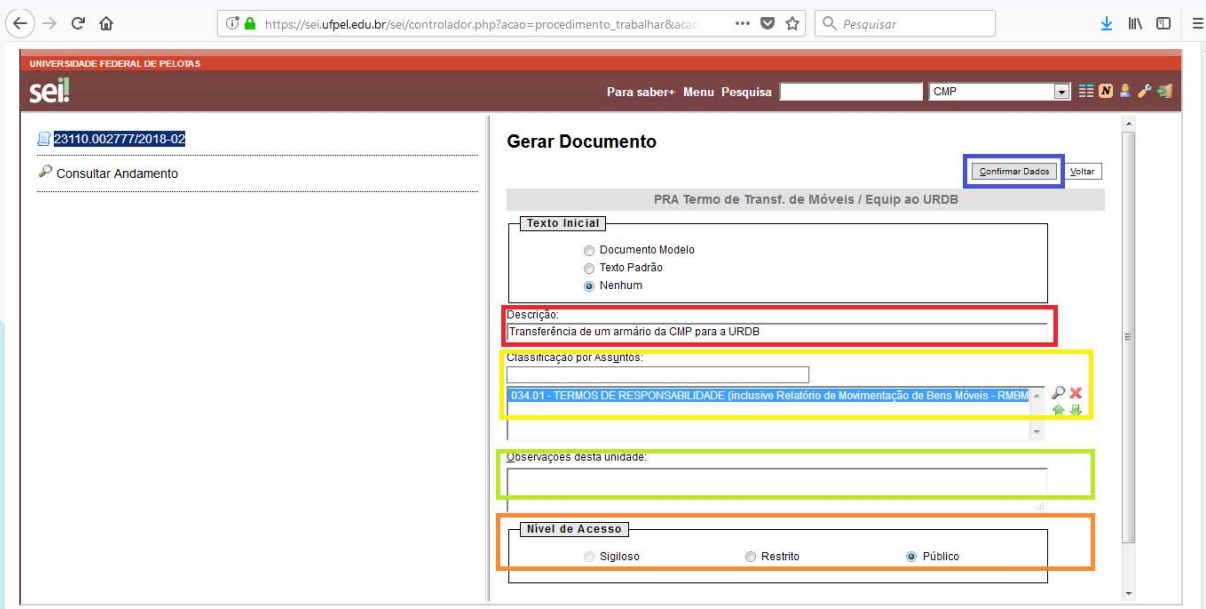 https://sei.ufpel.edu.br/sei/controlador.php?acao=procedimento_trabalhar&acao
Pesquisar
UNIVERSIDADE FEDERAL DE PELOTAS
sei!
Para saber+ Menu Pesquisa
CMP
N
23110.002777/2018-02
Consultar Andamento
Gerar Documento
Confirmar Dados
Voltar
PRA Termo de Transf. de Móveis / Equip ao URDB
Texto Inicial
Documento Modelo
Texto Padrão
Nenhum
Descrição:
Transferência de um armário da CMP para a URDB
Classificação por Assuntos:
034.01 - TERMOS DE RESPONSABILIDADE (inclusive Relatório de Movimentação de Bens Móveis - RMBM
Observações desta unidade:
Nível de Acesso
Sigiloso
Restrito
Público